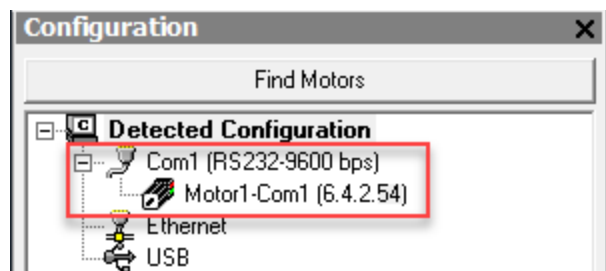 Configuration
Find Motors
Detected Configuration
Com1 (RS232-9600 bps)
Motor1-Com1 (6.4.2.54)
Ethernet
USB